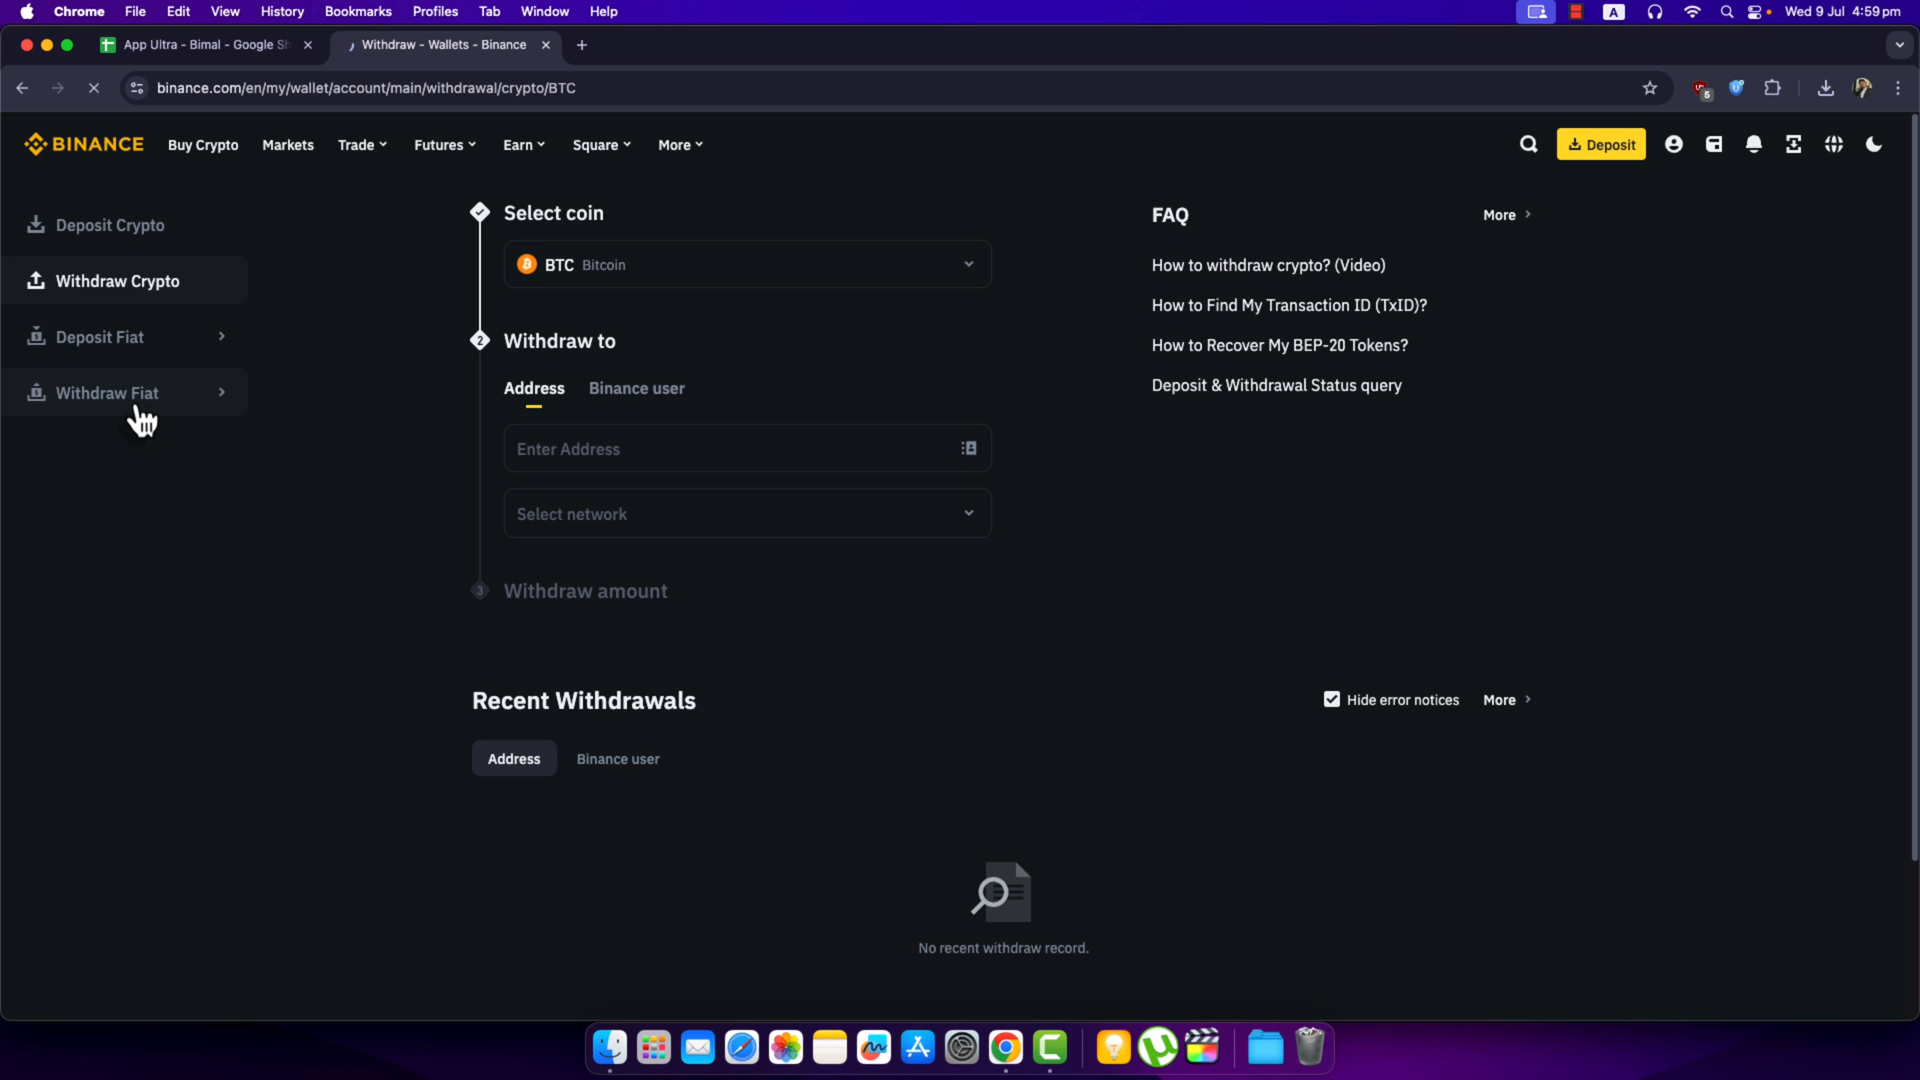 Chrome File Edit View History Bookmarks Profiles Tab Window Help A Wed 9 Jul 4:59 pm
App Ultra - Bimal - Google Sh Withdraw - Wallets - Binance
binance.com/en/my/wallet/account/main/withdrawal/crypto/BTC 5
BINANCE Buy Crypto Markets Trade Futures Earn Square More Deposit
Deposit Crypto
Withdraw Crypto
Deposit Fiat
Withdraw Fiat
Select coin
BTC Bitcoin
2 Withdraw to
Address Binance user
Enter Address
Select network
3 Withdraw amount
FAQ More
How to withdraw crypto? (Video)
How to Find My Transaction ID (TxID)?
How to Recover My BEP-20 Tokens?
Deposit & Withdrawal Status query
Recent Withdrawals Hide error notices More
Address Binance user
No recent withdraw record.